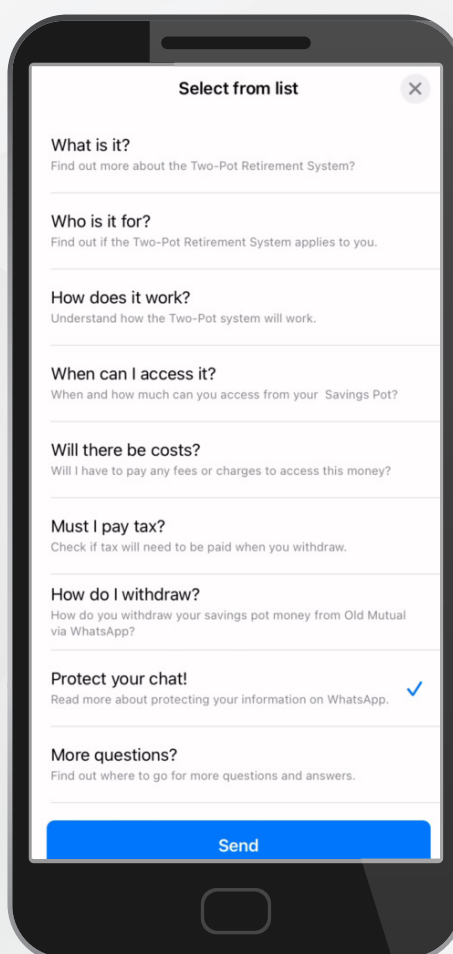 Select from list
What is it?
Find out more about the Two-Pot Retirement System?
Who is it for?
Find out if the Two-Pot Retirement System applies to you.
How does it work?
Understand how the Two-Pot system will work.
When can I access it?
When and how much can you access from your Savings Pot?
Will there be costs?
Will I have to pay any fees or charges to access this money?
Must I pay tax?
Check if tax will need to be paid when you withdraw.
How do I withdraw?
How do you withdraw your savings pot money from Old Mutual
via WhatsApp?
Protect your chat!
Read more about protecting your information on WhatsApp.
More questions?
Find out where to go for more questions and answers.
Send